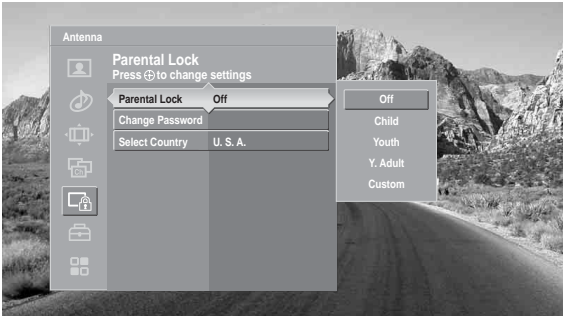 Antenna
Parental Lock
Press ⊕ to change settings
Parental Lock Off
Change Password
Select Country U. S. A.
Off
Child
Youth
Y. Adult
Custom
Ch